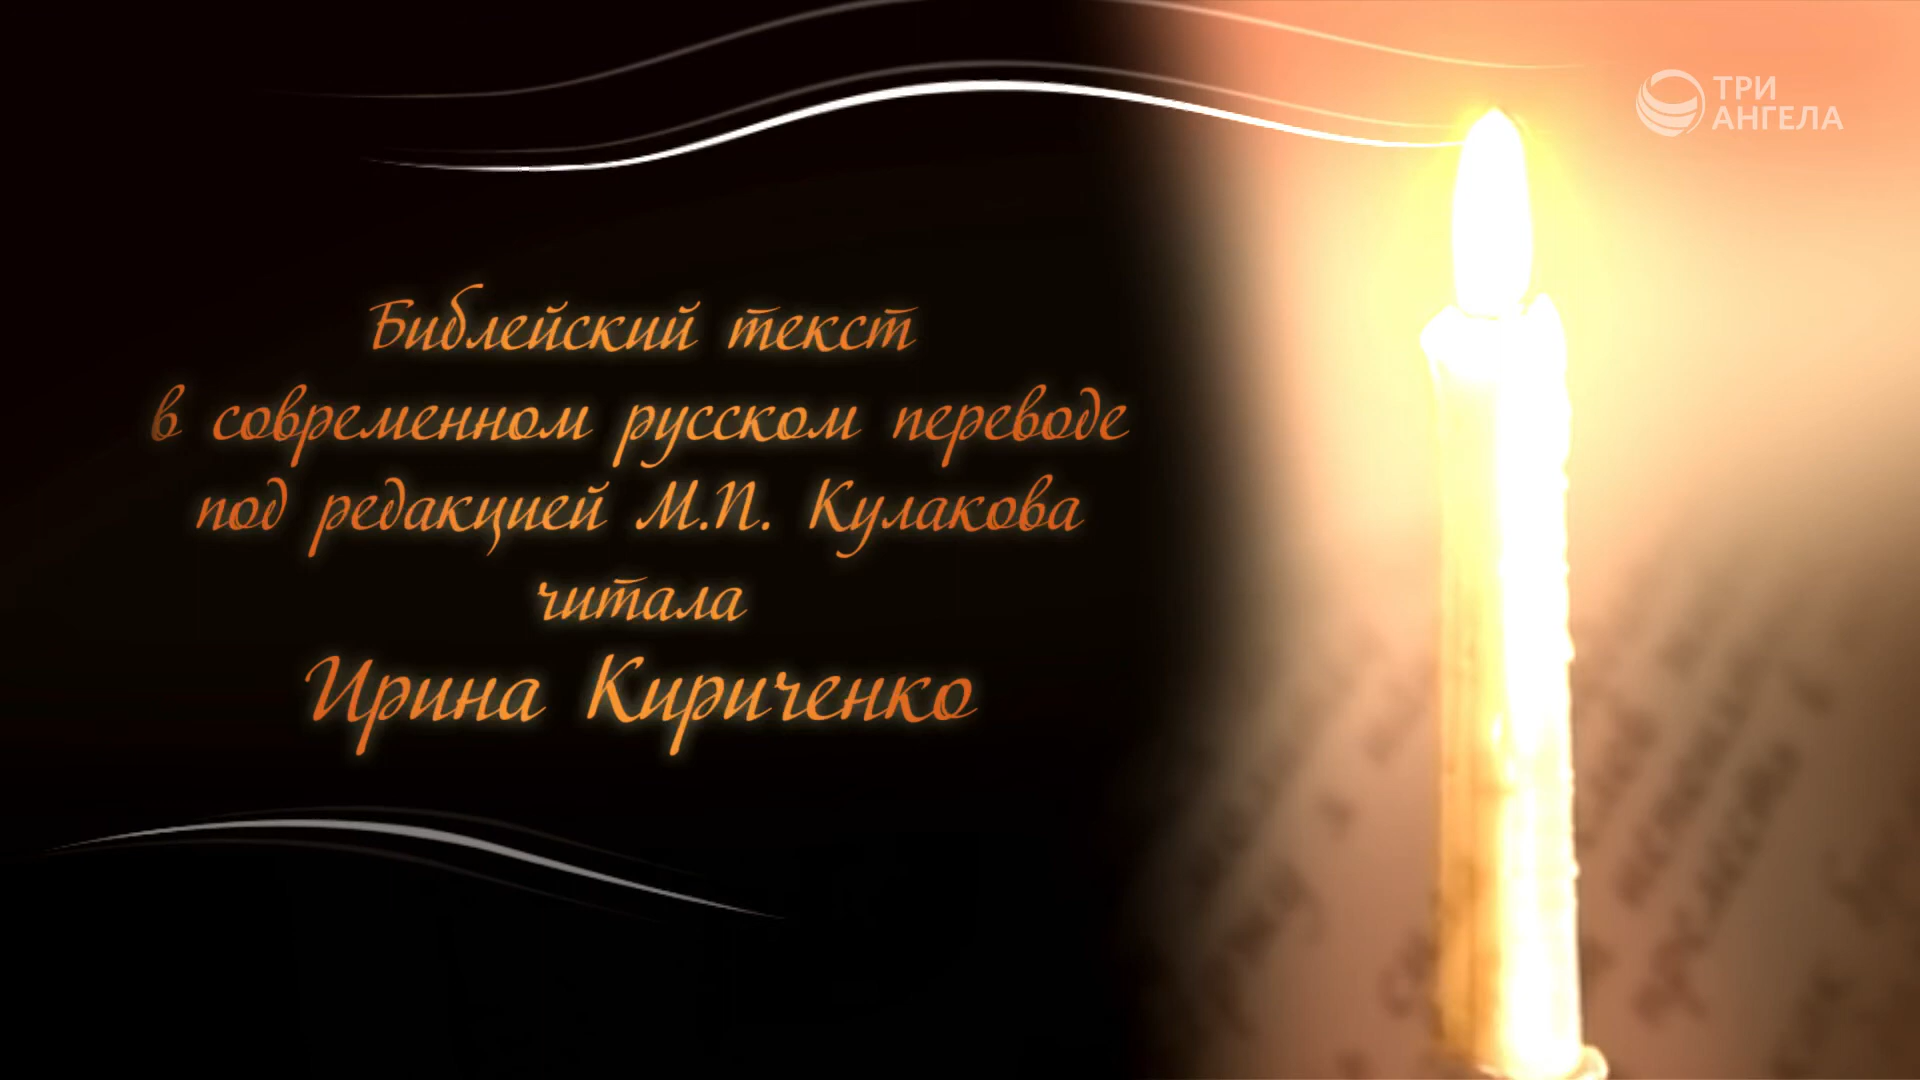 ТРИ
АНГЕЛА
Библейский текст
в современном русском переводе
под редакцией М.П. Кулакова
читала
Ирина Кириченко